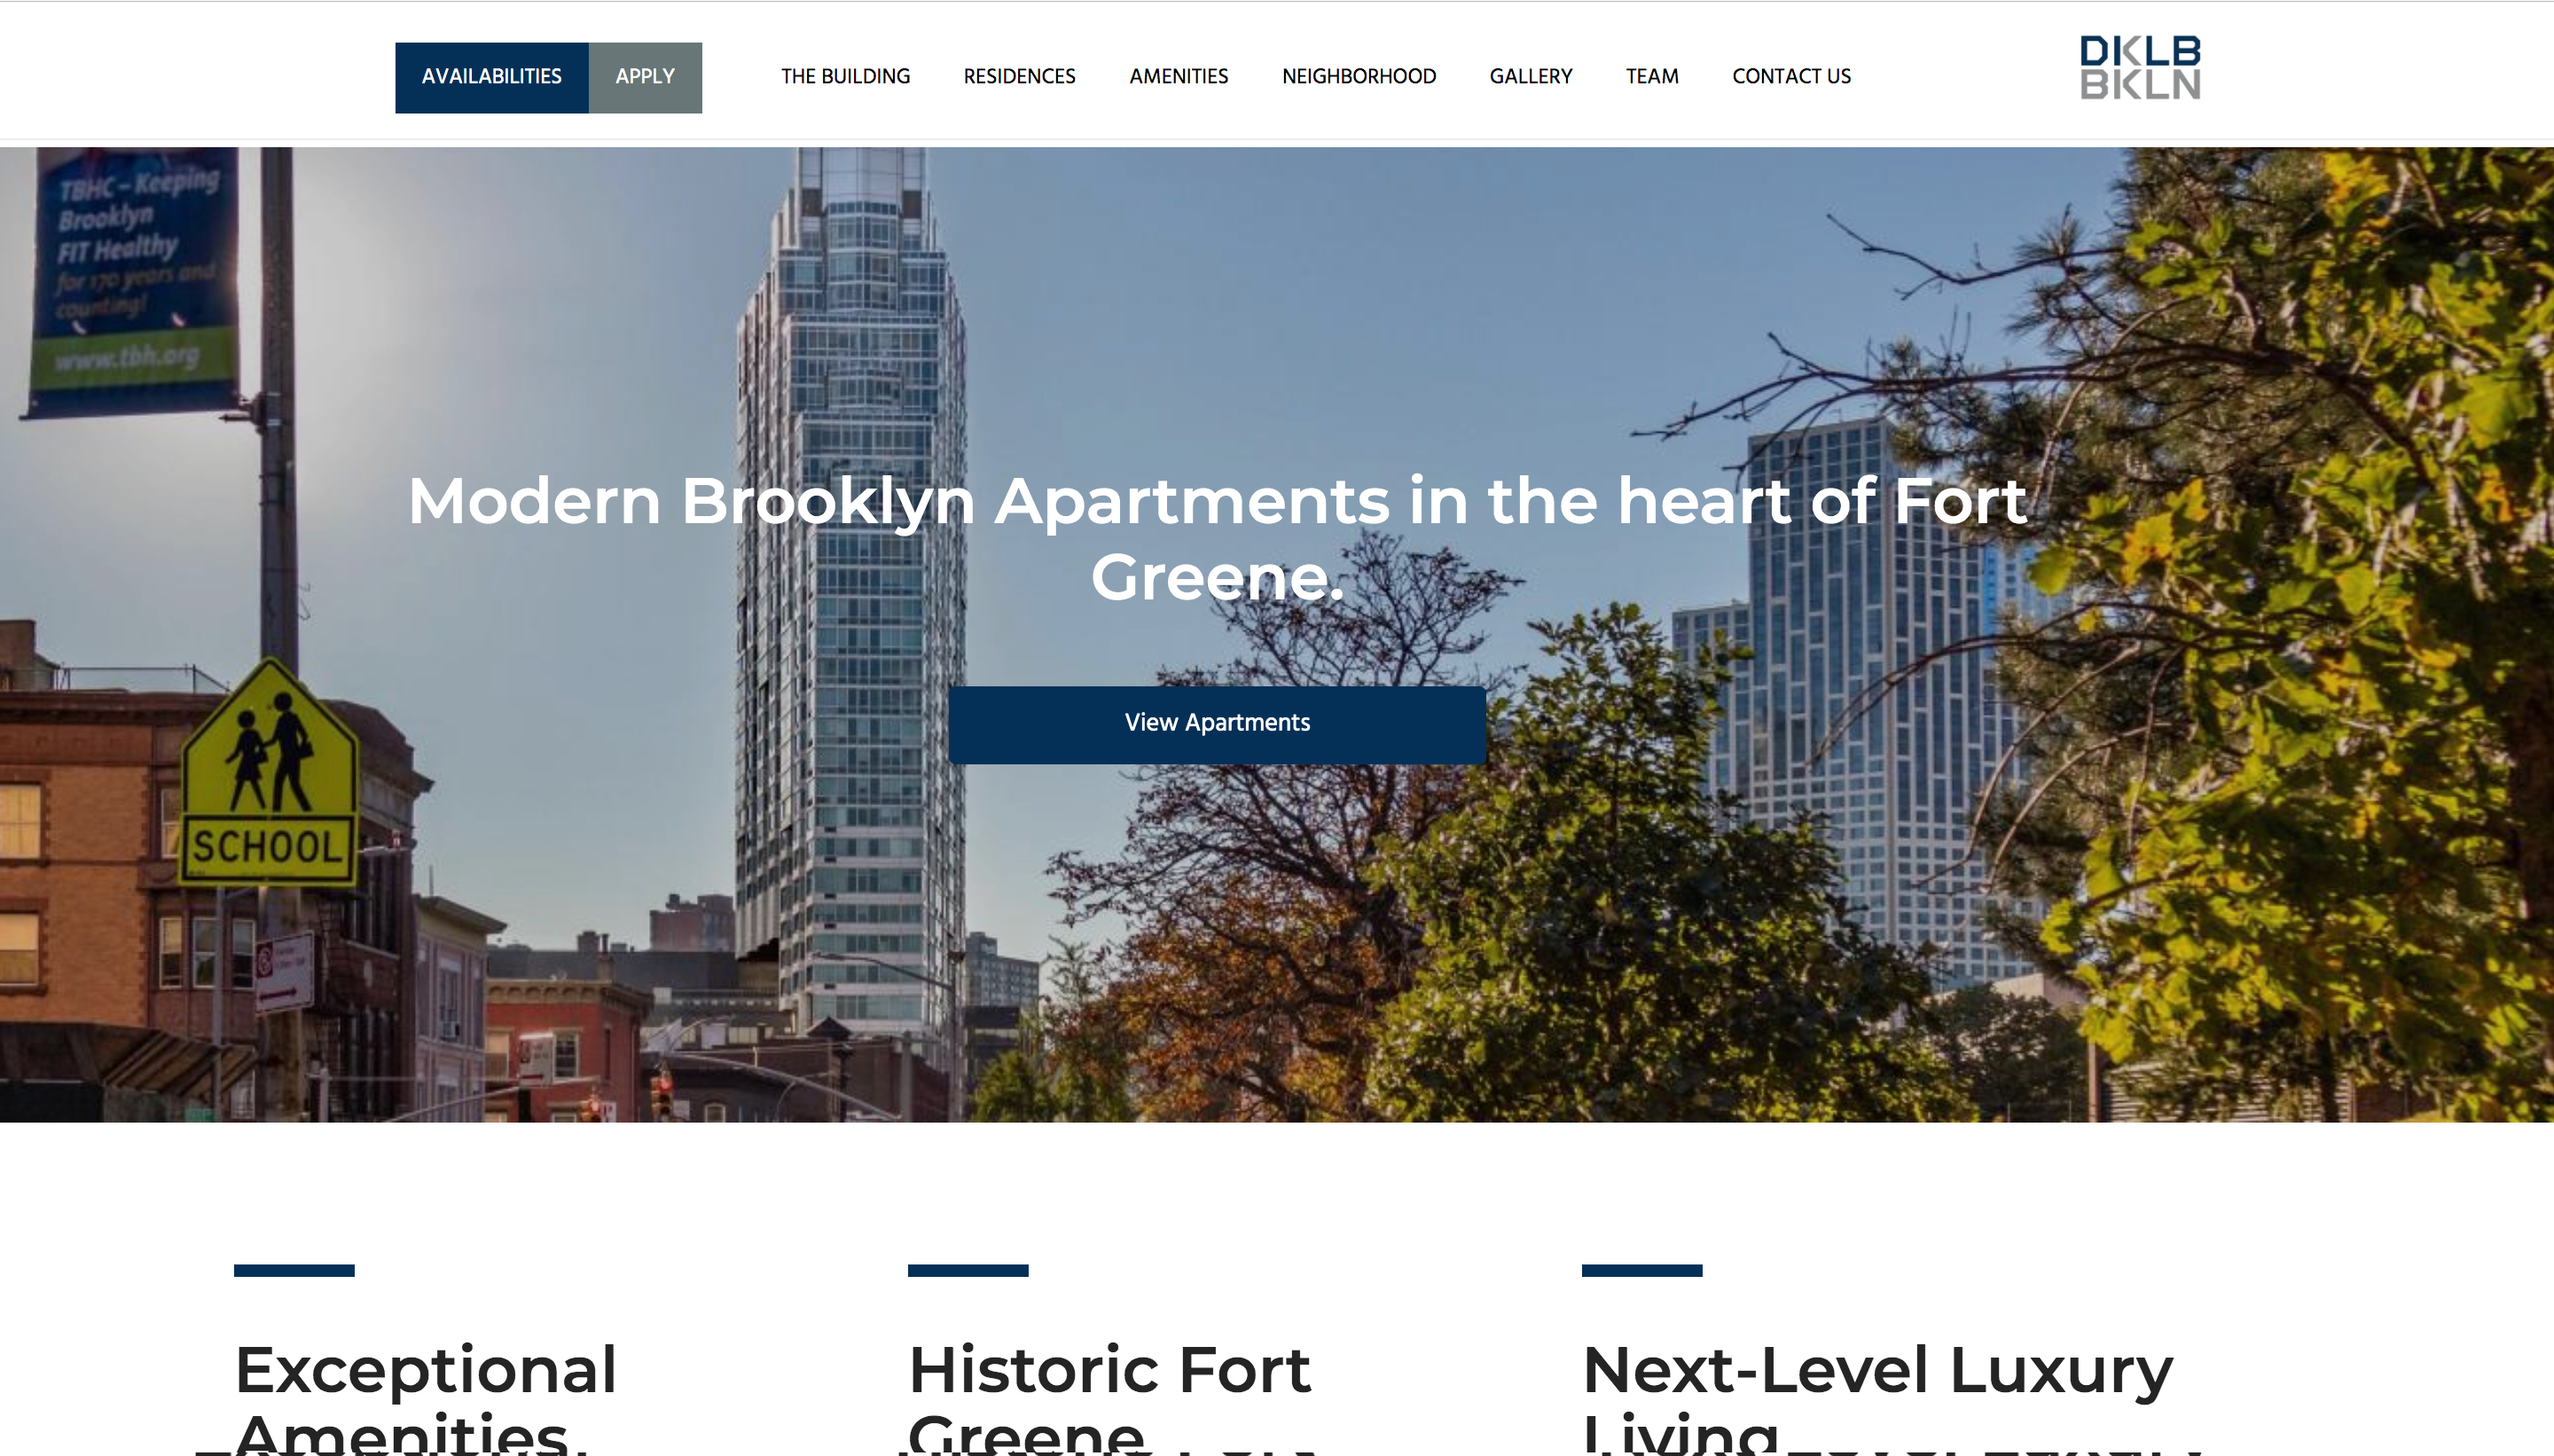 AVAILABILITIES APPLY THE BUILDING RESIDENCES AMENITIES NEIGHBORHOOD GALLERY TEAM CONTACT US
DKLB
BKLN
TBHC – Keeping
Brooklyn
FIT Healthy
for 170 years and
counting!
www.tbh.org
Modern Brooklyn Apartments in the heart of Fort
Greene.
View Apartments
SCHOOL
Exceptional
Amenities
Historic Fort
Greene
Next-Level Luxury
Living